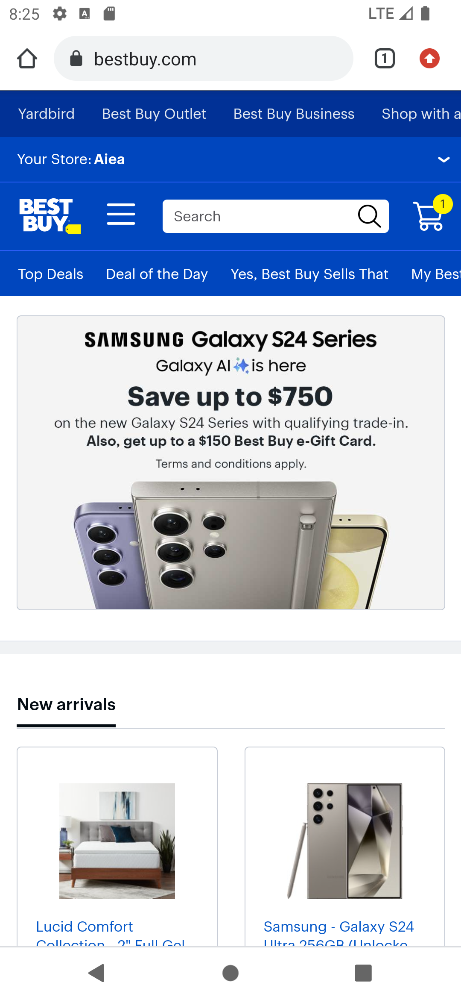 8:25
LTE
bestbuy.com
1
Yardbird Best Buy Outlet Best Buy Business Shop with a
Your Store: Aiea
BEST BUY
Search
1
Top Deals Deal of the Day Yes, Best Buy Sells That My Best
SAMSUNG Galaxy S24 Series
Galaxy AI is here
Save up to $750
on the new Galaxy S24 Series with qualifying trade-in.
Also, get up to a $150 Best Buy e-Gift Card.
Terms and conditions apply.
New arrivals
Lucid Comfort
Collection - 2" Full Gel
Samsung - Galaxy S24
Ultra 256GB (Unlocke